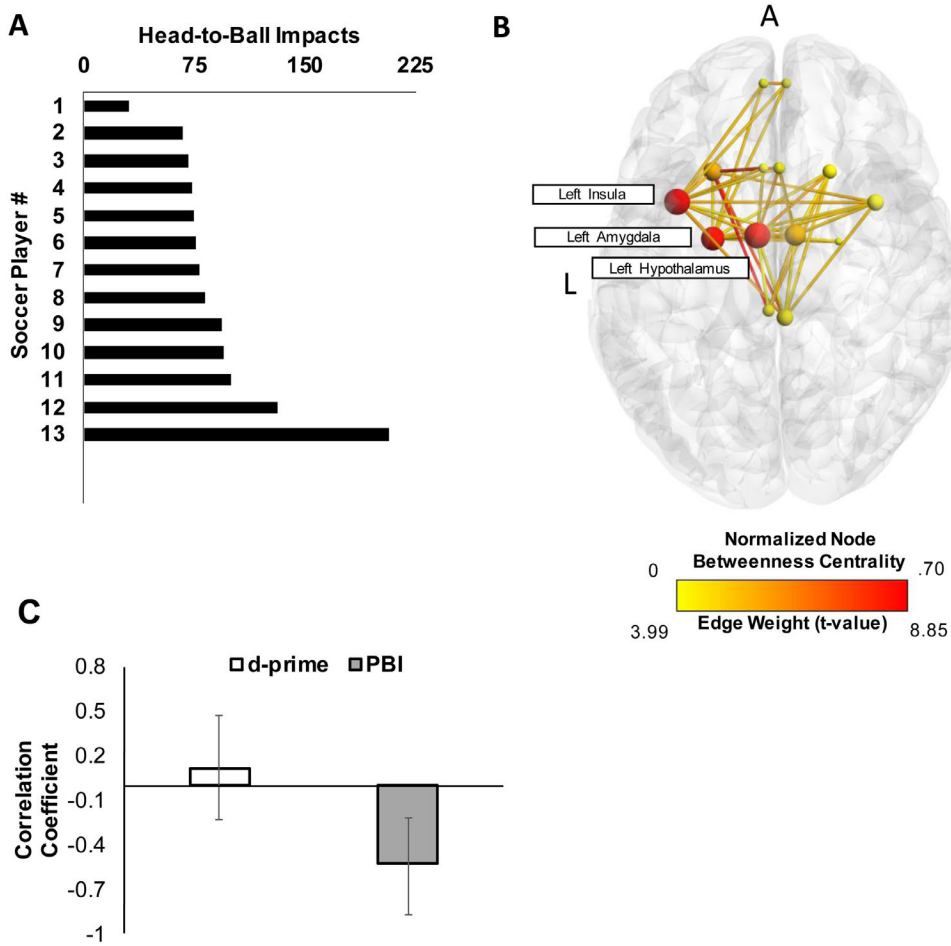 A
Head-to-Ball Impacts
0 75 150 225
Soccer Player #
1
2
3
4
5
6
7
8
9
10
11
12
13
B
A
Left Insula
Left Amygdala
Left Hypothalamus
L
Normalized Node
Betweenness Centrality
0 .70
3.99 Edge Weight (t-value) 8.85
C
d-prime PBI
Correlation
Coefficient
0.8
0.5
0.2
-0.1
-0.4
-0.7
-1